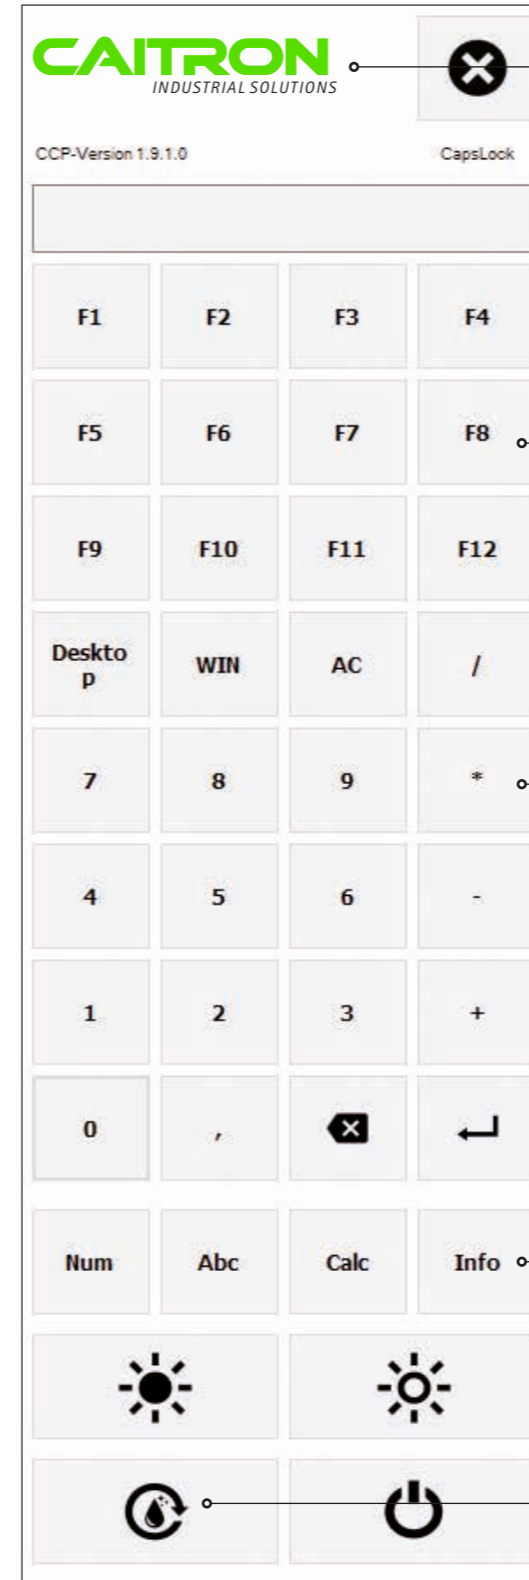 CAITRON
INDUSTRIAL SOLUTIONS
CCP-Version 1.9.1.0 CapsLock
F1 F2 F3 F4
F5 F6 F7 F8
F9 F10 F11 F12
Deskto
p WIN AC /
7 8 9 *
4 5 6 -
1 2 3 +
0 ,
Num Abc Calc Info